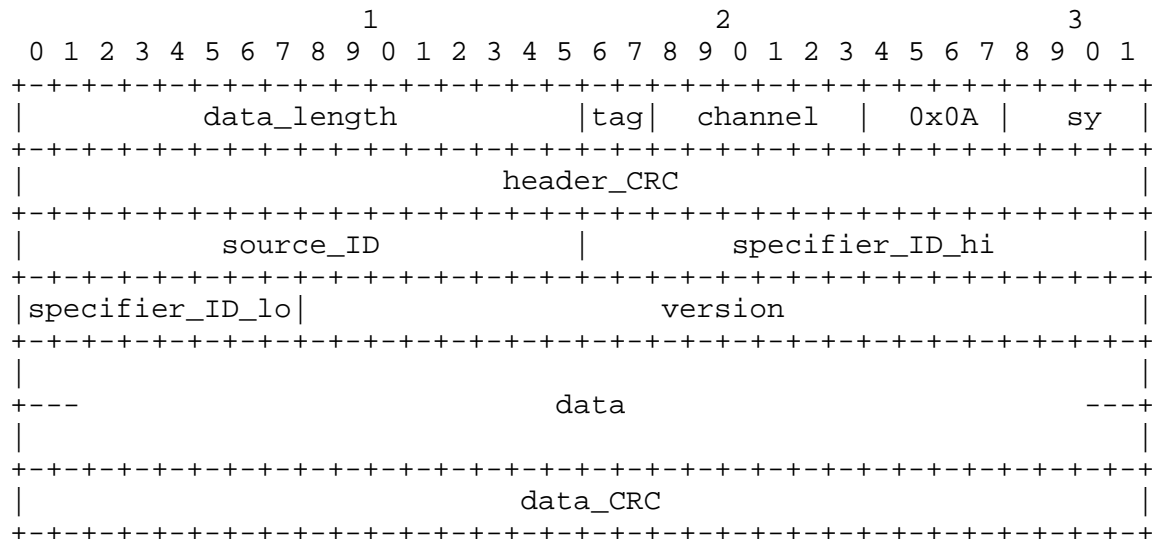 1                   2                   3
 0 1 2 3 4 5 6 7 8 9 0 1 2 3 4 5 6 7 8 9 0 1 2 3 4 5 6 7 8 9 0 1
+-+-+-+-+-+-+-+-+-+-+-+-+-+-+-+-+-+-+-+-+-+-+-+-+-+-+-+-+-+-+-+-+
|          data_length          |tag|  channel  |  0x0A |   sy  |
+-+-+-+-+-+-+-+-+-+-+-+-+-+-+-+-+-+-+-+-+-+-+-+-+-+-+-+-+-+-+-+-+
|                           header_CRC                          |
+-+-+-+-+-+-+-+-+-+-+-+-+-+-+-+-+-+-+-+-+-+-+-+-+-+-+-+-+-+-+-+-+
|           source_ID           |        specifier_ID_hi        |
+-+-+-+-+-+-+-+-+-+-+-+-+-+-+-+-+-+-+-+-+-+-+-+-+-+-+-+-+-+-+-+-+
|specifier_ID_lo|                    version                    |
+-+-+-+-+-+-+-+-+-+-+-+-+-+-+-+-+-+-+-+-+-+-+-+-+-+-+-+-+-+-+-+-+
|                                                               |
+---                           data                          ---+
|                                                               |
+-+-+-+-+-+-+-+-+-+-+-+-+-+-+-+-+-+-+-+-+-+-+-+-+-+-+-+-+-+-+-+-+
|                            data_CRC                           |
+-+-+-+-+-+-+-+-+-+-+-+-+-+-+-+-+-+-+-+-+-+-+-+-+-+-+-+-+-+-+-+-+